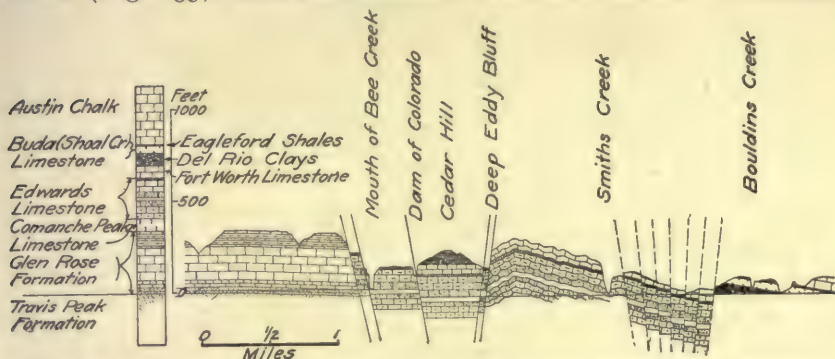 Austin Chalk
Buda (Shoal Cr)
Limestone
Edwards
Limestone
Comanche Peak
Limestone
Glen Rose
Formation
Travis Peak
Formation
Feet
1000
Eagleford Shales
Del Rio Clays
Fort Worth Limestone
500
0
Mouth of Bee Creek
Dam of Colorado
Cedar Hill
Deep Eddy Bluff
Smiths Creek
Bouldins Creek
0 1/2 1
Miles